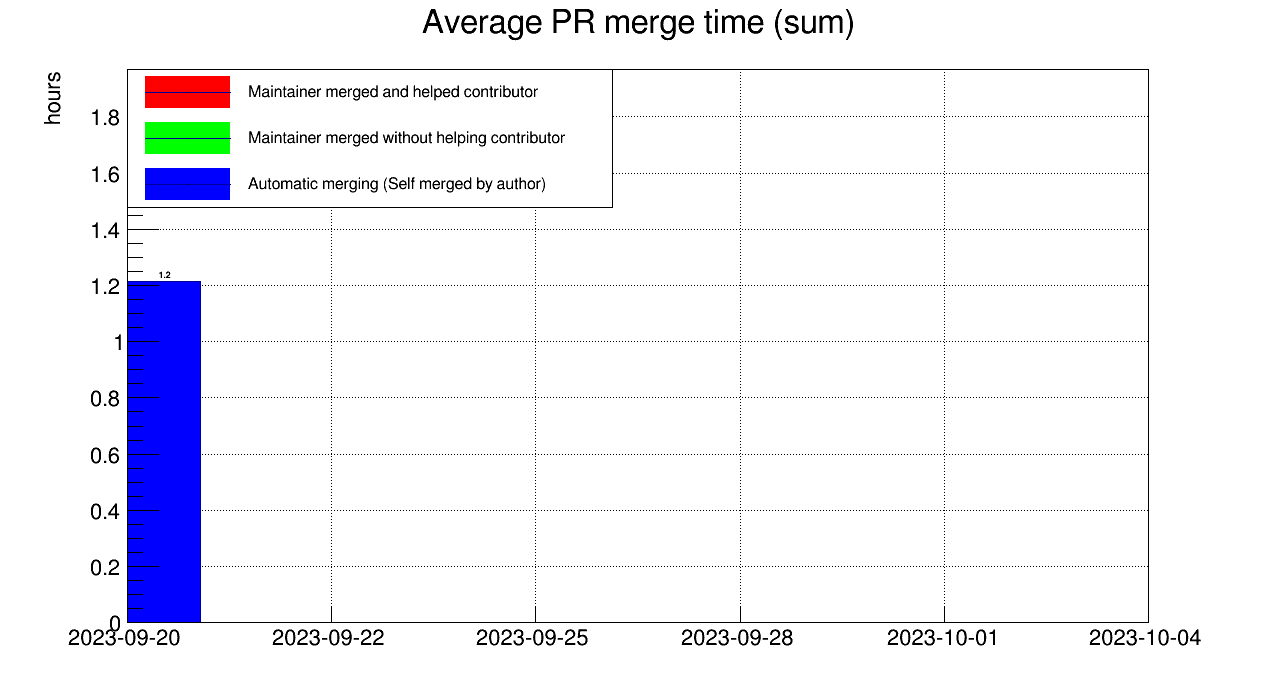 Average PR merge time (sum)
hours
Maintainer merged and helped contributor
Maintainer merged without helping contributor
Automatic merging (Self merged by author)
1.8
1.6
1.4
1.2
1.2
1
0.8
0.6
0.4
0.2
0
2023-09-20 2023-09-22 2023-09-25 2023-09-28 2023-10-01 2023-10-04